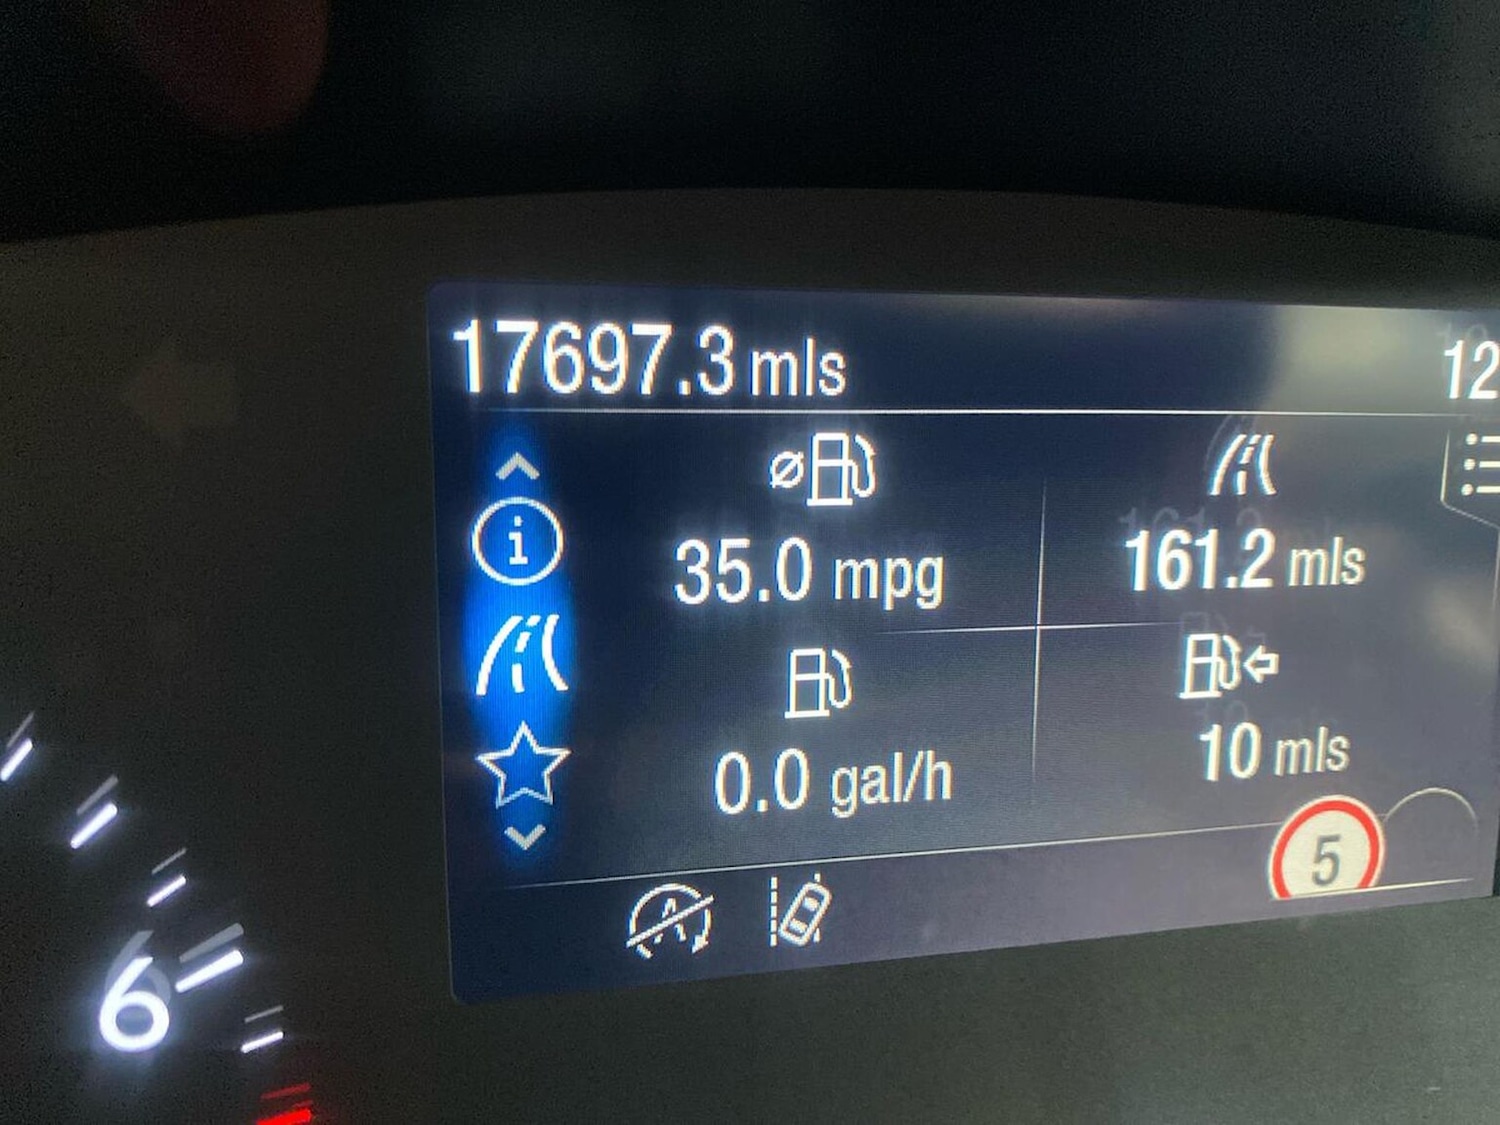 17697.3 mls
12
35.0 mpg
161.2 mls
0.0 gal/h
10 mls
5
6